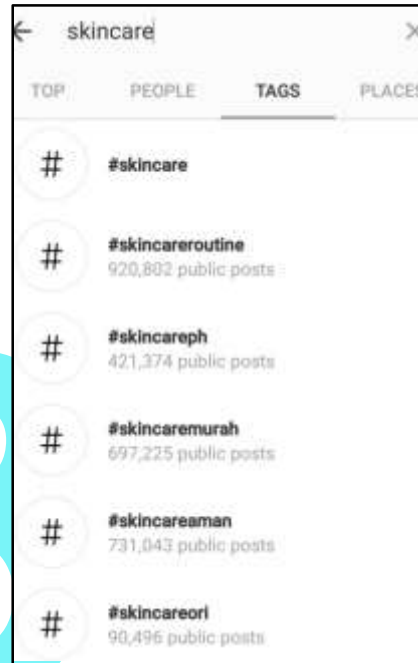 skincare
TOP PEOPLE TAGS PLACES
# #skincare
# #skincareroutine
920,802 public posts
# #skincareph
421,374 public posts
# #skincaremurah
697,225 public posts
# #skincareaman
731,043 public posts
# #skincareori
90,496 public posts